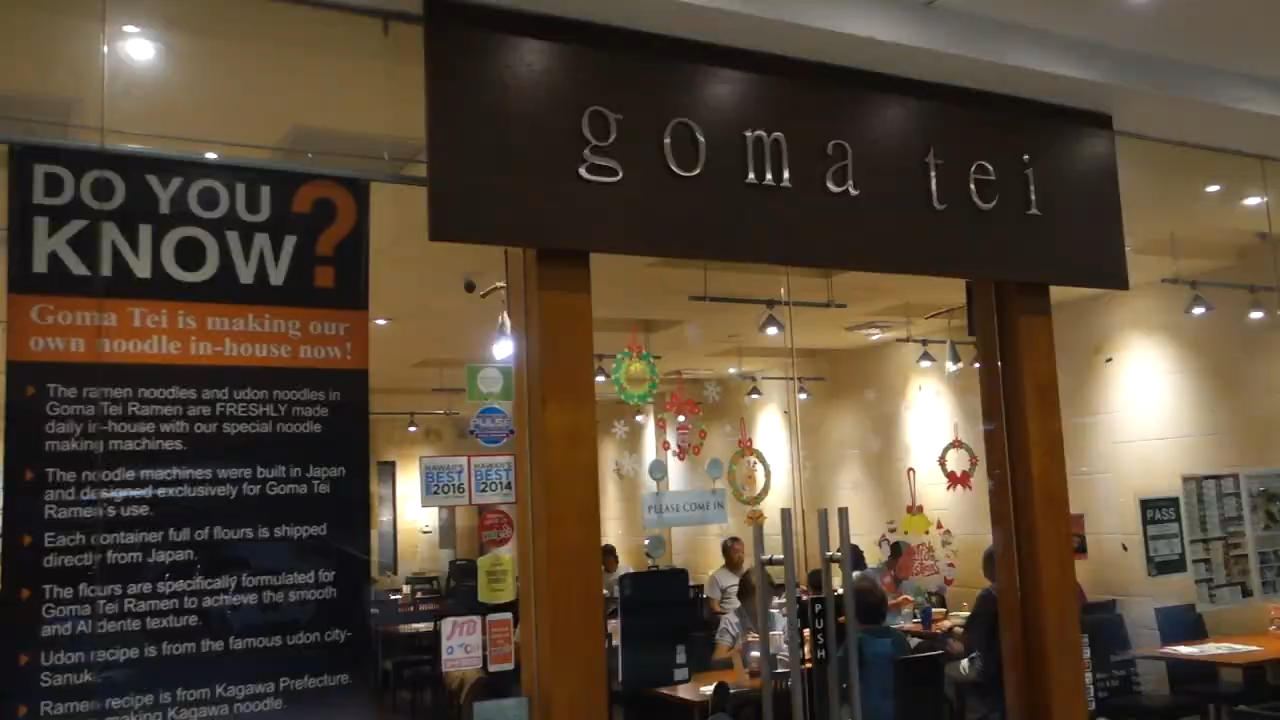 goma tei
DO YOU
KNOW?
Goma Tei is making our
own noodle in-house now!
The ramen noodles and udon noodles in
Goma Tei Ramen are FRESHLY made
daily in-house with our special noodle
making machines.
The noodle machines were built in Japan
and designed exclusively for Goma Tei
Ramen's use.
Each container full of flours is shipped
directly from Japan.
The flours are specifically formulated for
Goma Tei Ramen to achieve the smooth
and Al dente texture.
Udon recipe is from the famous udon city-
Sanuki.
Ramen recipe is from Kagawa Prefecture.
making Kagawa noodle.
PULSE
HAWAII'S
BEST
2016
HAWAII'S
BEST
2014
PLEASE COME IN
JTB
PUSH
PASS